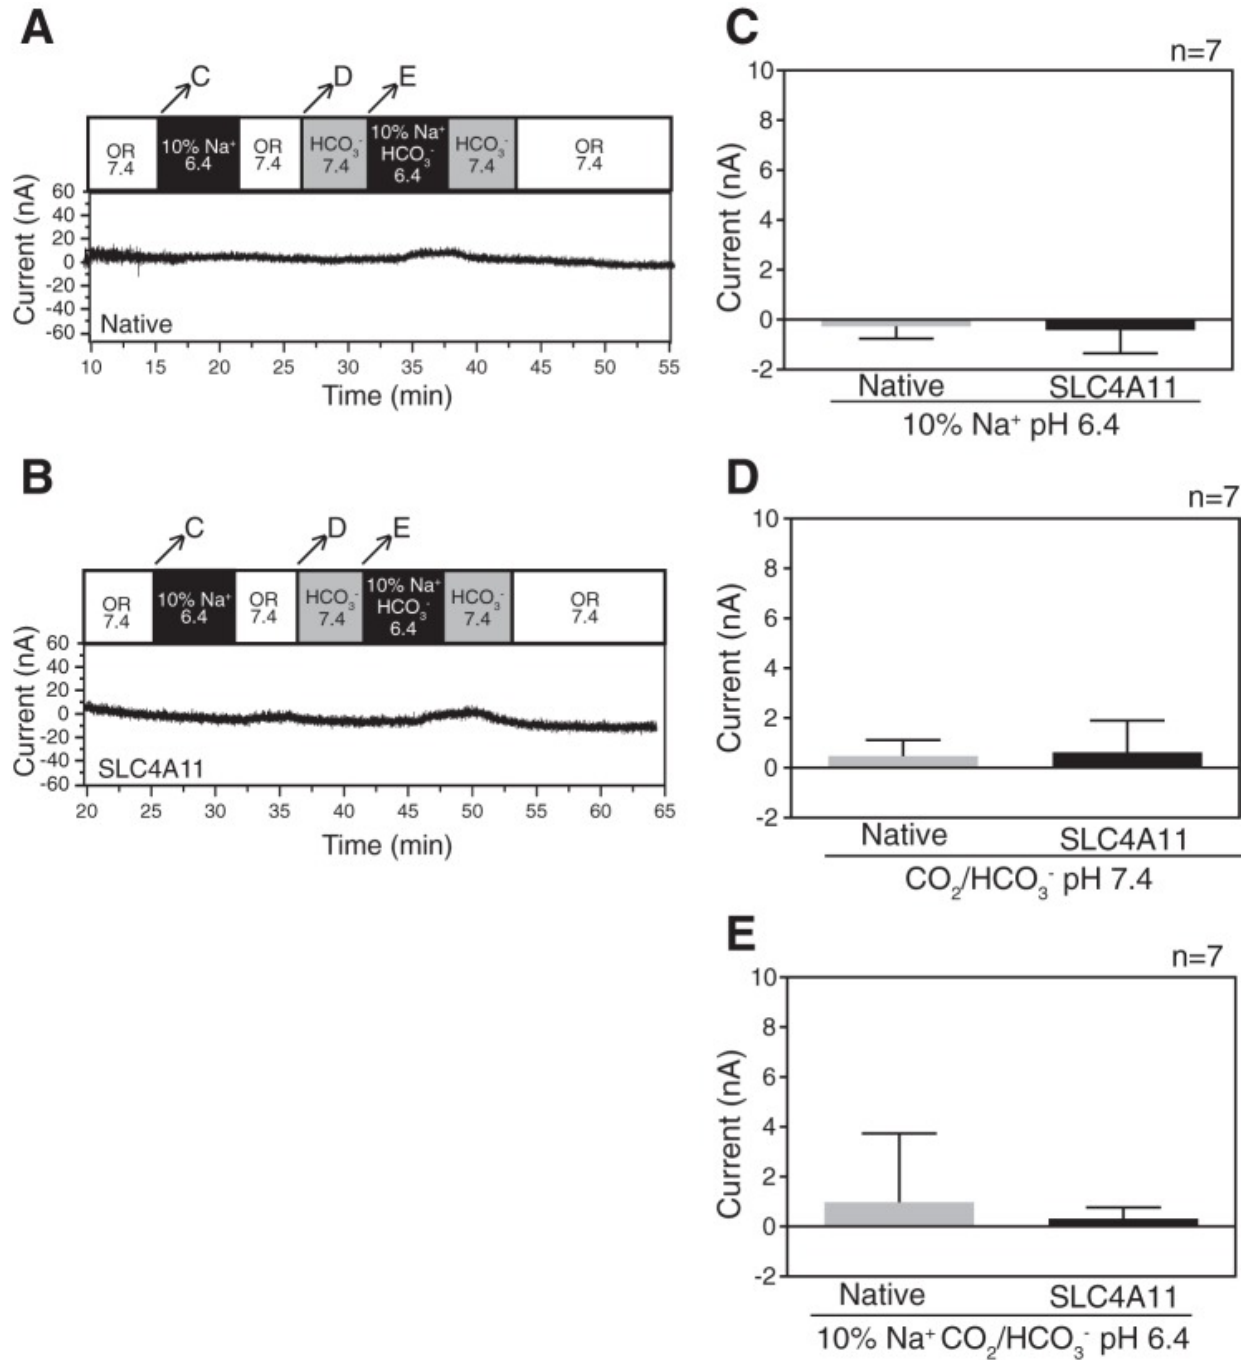 A
C
D
E
OR
7.4
10% Na⁺
6.4
OR
7.4
HCO₃⁻
7.4
10% Na⁺
HCO₃⁻
6.4
HCO₃⁻
7.4
OR
7.4
Current (nA)
60
40
20
0
-20
-40
-60
Native
10 15 20 25 30 35 40 45 50 55
Time (min)
B
C
D
E
OR
7.4
10% Na⁺
6.4
OR
7.4
HCO₃⁻
7.4
10% Na⁺
HCO₃⁻
6.4
HCO₃⁻
7.4
OR
7.4
Current (nA)
60
40
20
0
-20
-40
-60
SLC4A11
20 25 30 35 40 45 50 55 60 65
Time (min)
C
n=7
Current (nA)
10
8
6
4
2
0
-2
Native SLC4A11
10% Na⁺ pH 6.4
D
n=7
Current (nA)
10
8
6
4
2
0
-2
Native SLC4A11
CO₂/HCO₃⁻ pH 7.4
E
n=7
Current (nA)
10
8
6
4
2
0
-2
Native SLC4A11
10% Na⁺ CO₂/HCO₃⁻ pH 6.4